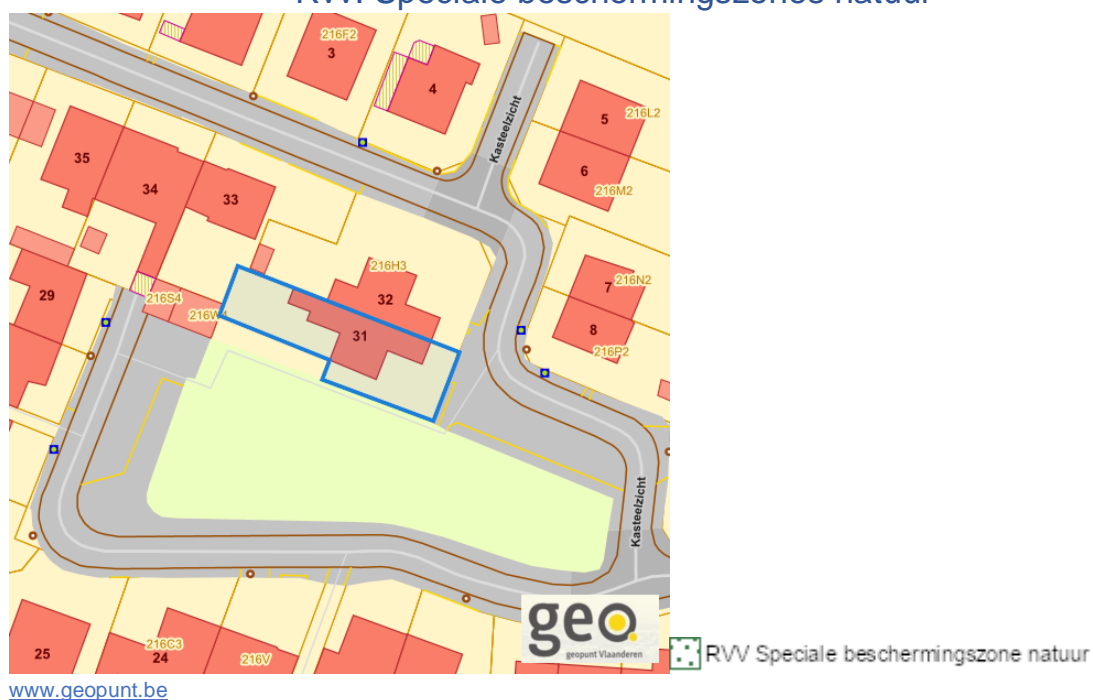 RVV: Speciale beschermingszones natuur
216F2
3
4
Kasteelzicht
5
216L2
6
216M2
35
34
33
216H3
32
7
216N2
29
216S4
216W4
31
8
216P2
Kasteelzicht
25
216C3
24
216V
geo
geopunt Vlaanderen
RVV Speciale beschermingszone natuur
www.geopunt.be